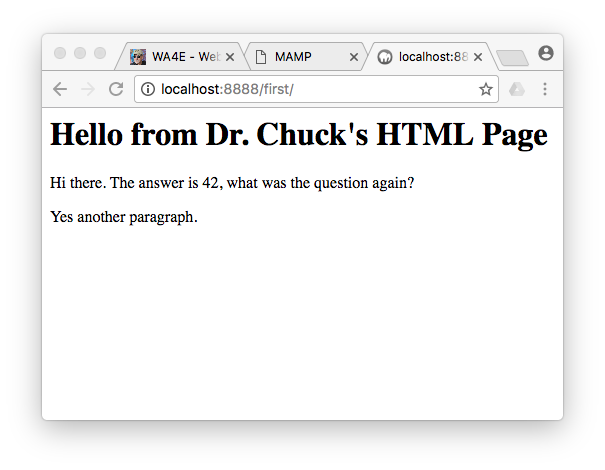 WA4E - Web
MAMP
localhost:88
localhost:8888/first/
Hello from Dr. Chuck's HTML Page
Hi there. The answer is 42, what was the question again?
Yes another paragraph.